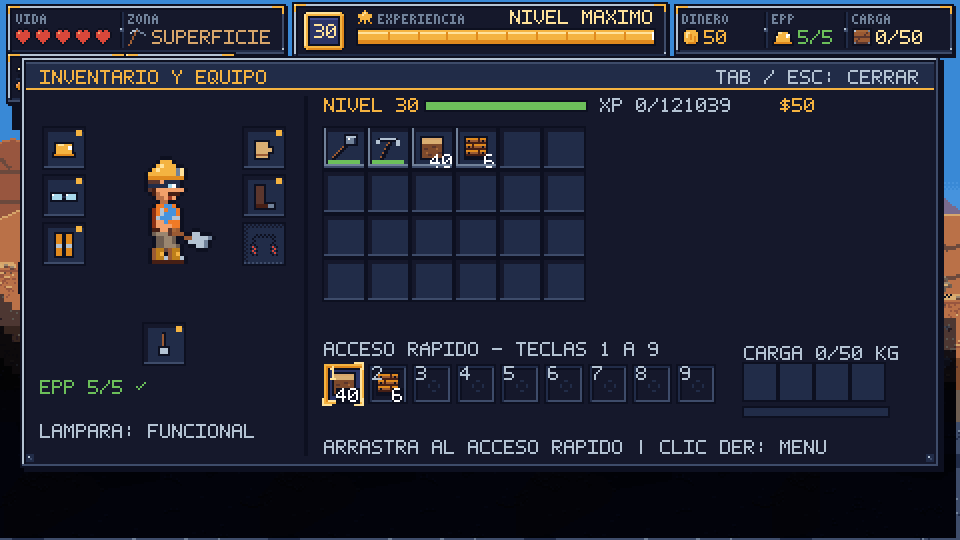 VIDA
ZONA
SUPERFICIE
30
EXPERIENCIA
NIVEL MAXIMO
DINERO
50
EPP
5/5
CARGA
0/50
INVENTARIO Y EQUIPO
TAB / ESC: CERRAR
NIVEL 30
XP 0/121039
$50
40
6
ACCESO RAPIDO - TECLAS 1 A 9
CARGA 0/50 KG
1 2 3 4 5 6 7 8 9
40 6
EPP 5/5 ✓
LAMPARA: FUNCIONAL
ARRASTRA AL ACCESO RAPIDO | CLIC DER: MENU